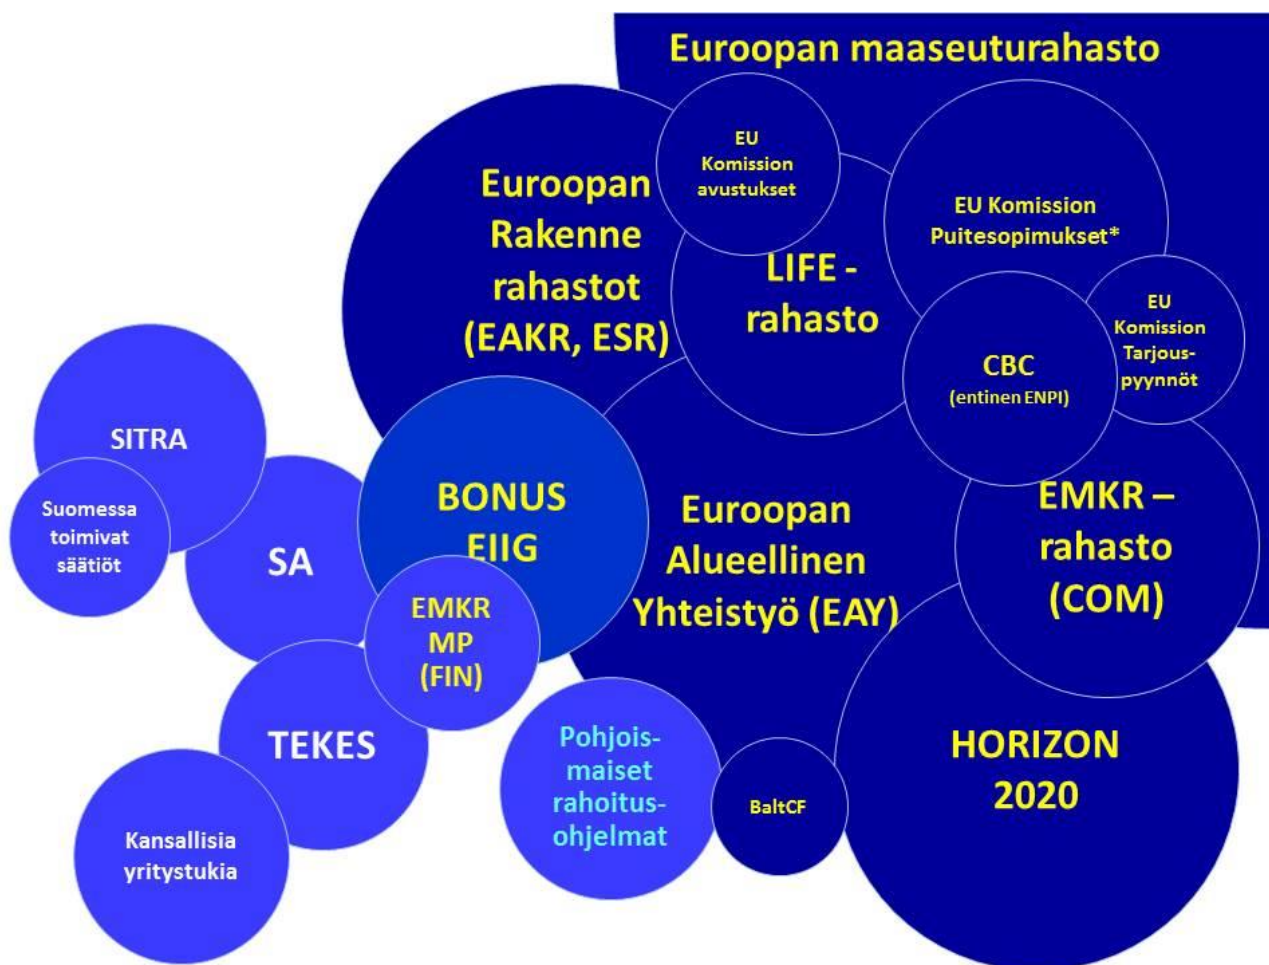 Euroopan maaseuturahasto
EU
Komission
avustukset
Euroopan
Rakenne
rahastot
(EAKR, ESR)
EU Komission
Puitesopimukset*
LIFE -
rahasto
EU
Komission
Tarjous-
pyynnöt
CBC
(entinen ENPI)
SITRA
Suomessa
toimivat
säätiöt
SA
BONUS
EIIG
Euroopan
Alueellinen
Yhteistyö (EAY)
EMKR –
rahasto
(COM)
EMKR
MP
(FIN)
TEKES
Pohjois-
maiset
rahoitus-
ohjelmat
BaltCF
HORIZON
2020
Kansallisia
yritystukia